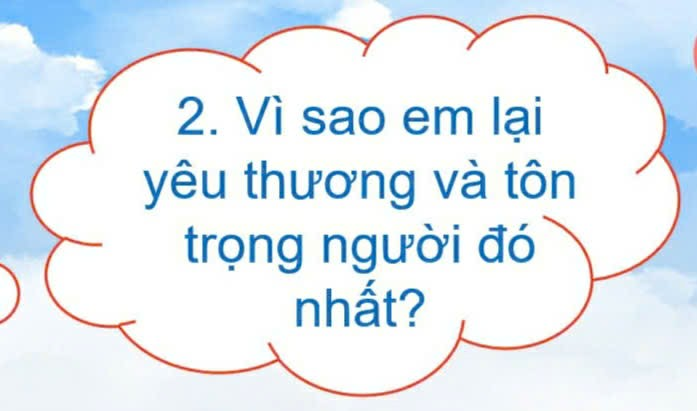 2. Vì sao em lại
yêu thương và tôn
trọng người đó
nhất?